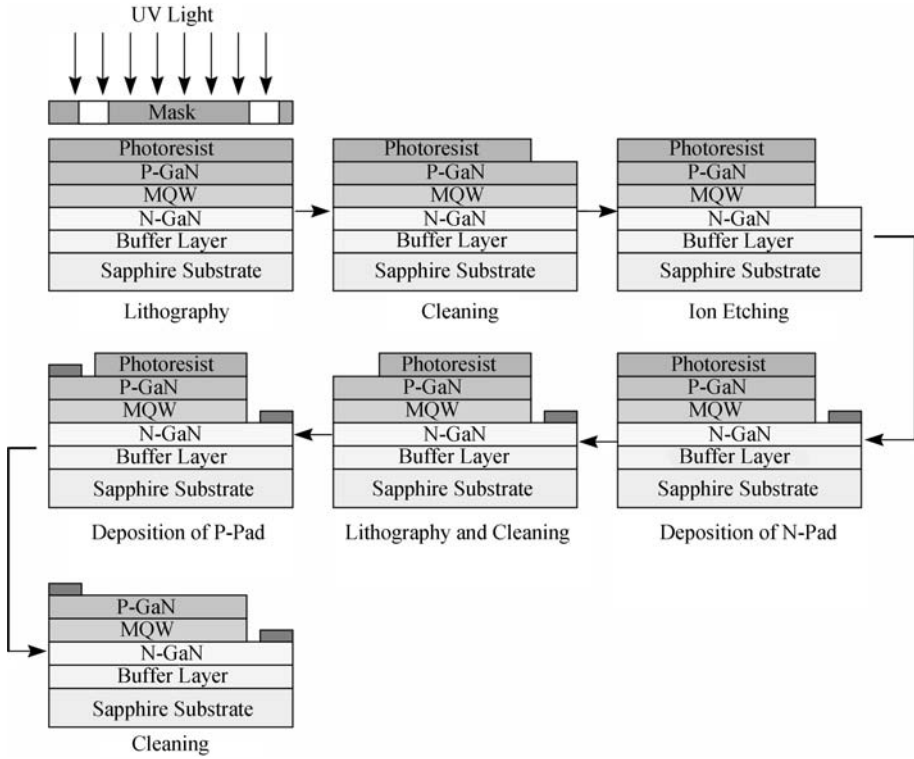 UV Light
Mask
Photoresist
P-GaN
MQW
N-GaN
Buffer Layer
Sapphire Substrate
Lithography
Photoresist
P-GaN
MQW
N-GaN
Buffer Layer
Sapphire Substrate
Cleaning
Photoresist
P-GaN
MQW
N-GaN
Buffer Layer
Sapphire Substrate
Ion Etching
Photoresist
P-GaN
MQW
N-GaN
Buffer Layer
Sapphire Substrate
Deposition of N-Pad
Photoresist
P-GaN
MQW
N-GaN
Buffer Layer
Sapphire Substrate
Lithography and Cleaning
Photoresist
P-GaN
MQW
N-GaN
Buffer Layer
Sapphire Substrate
Deposition of P-Pad
P-GaN
MQW
N-GaN
Buffer Layer
Sapphire Substrate
Cleaning